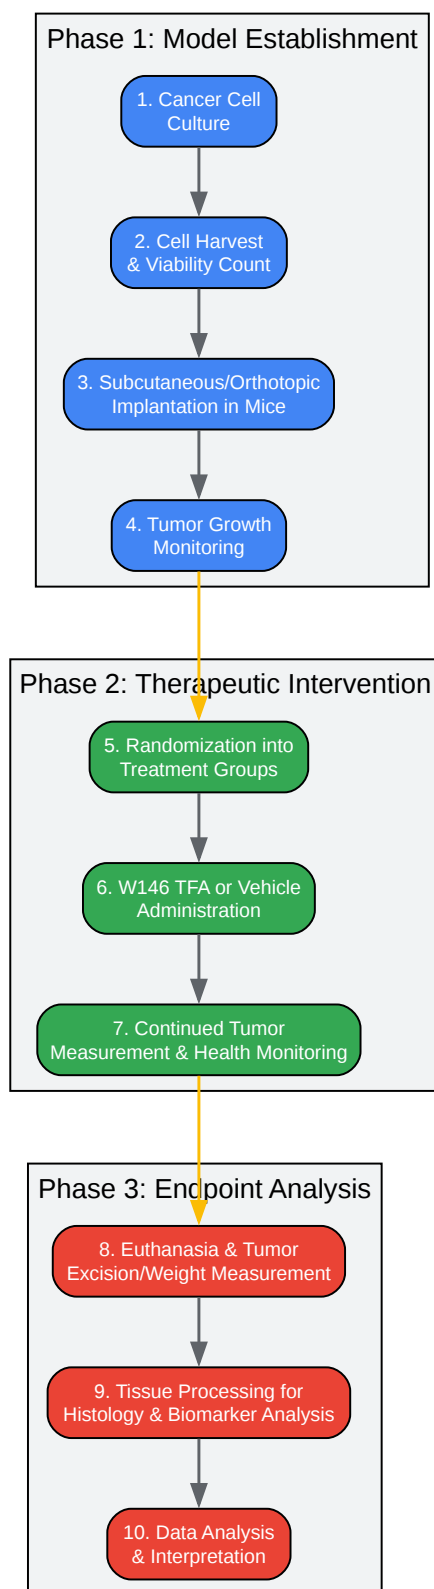 Phase 1: Model Establishment
1. Cancer Cell
Culture
2. Cell Harvest
& Viability Count
3. Subcutaneous/Orthotopic
Implantation in Mice
4. Tumor Growth
Monitoring
Phase 2: Therapeutic Intervention
5. Randomization into
Treatment Groups
6. W146 TFA or Vehicle
Administration
7. Continued Tumor
Measurement & Health Monitoring
Phase 3: Endpoint Analysis
8. Euthanasia & Tumor
Excision/Weight Measurement
9. Tissue Processing for
Histology & Biomarker Analysis
10. Data Analysis
& Interpretation